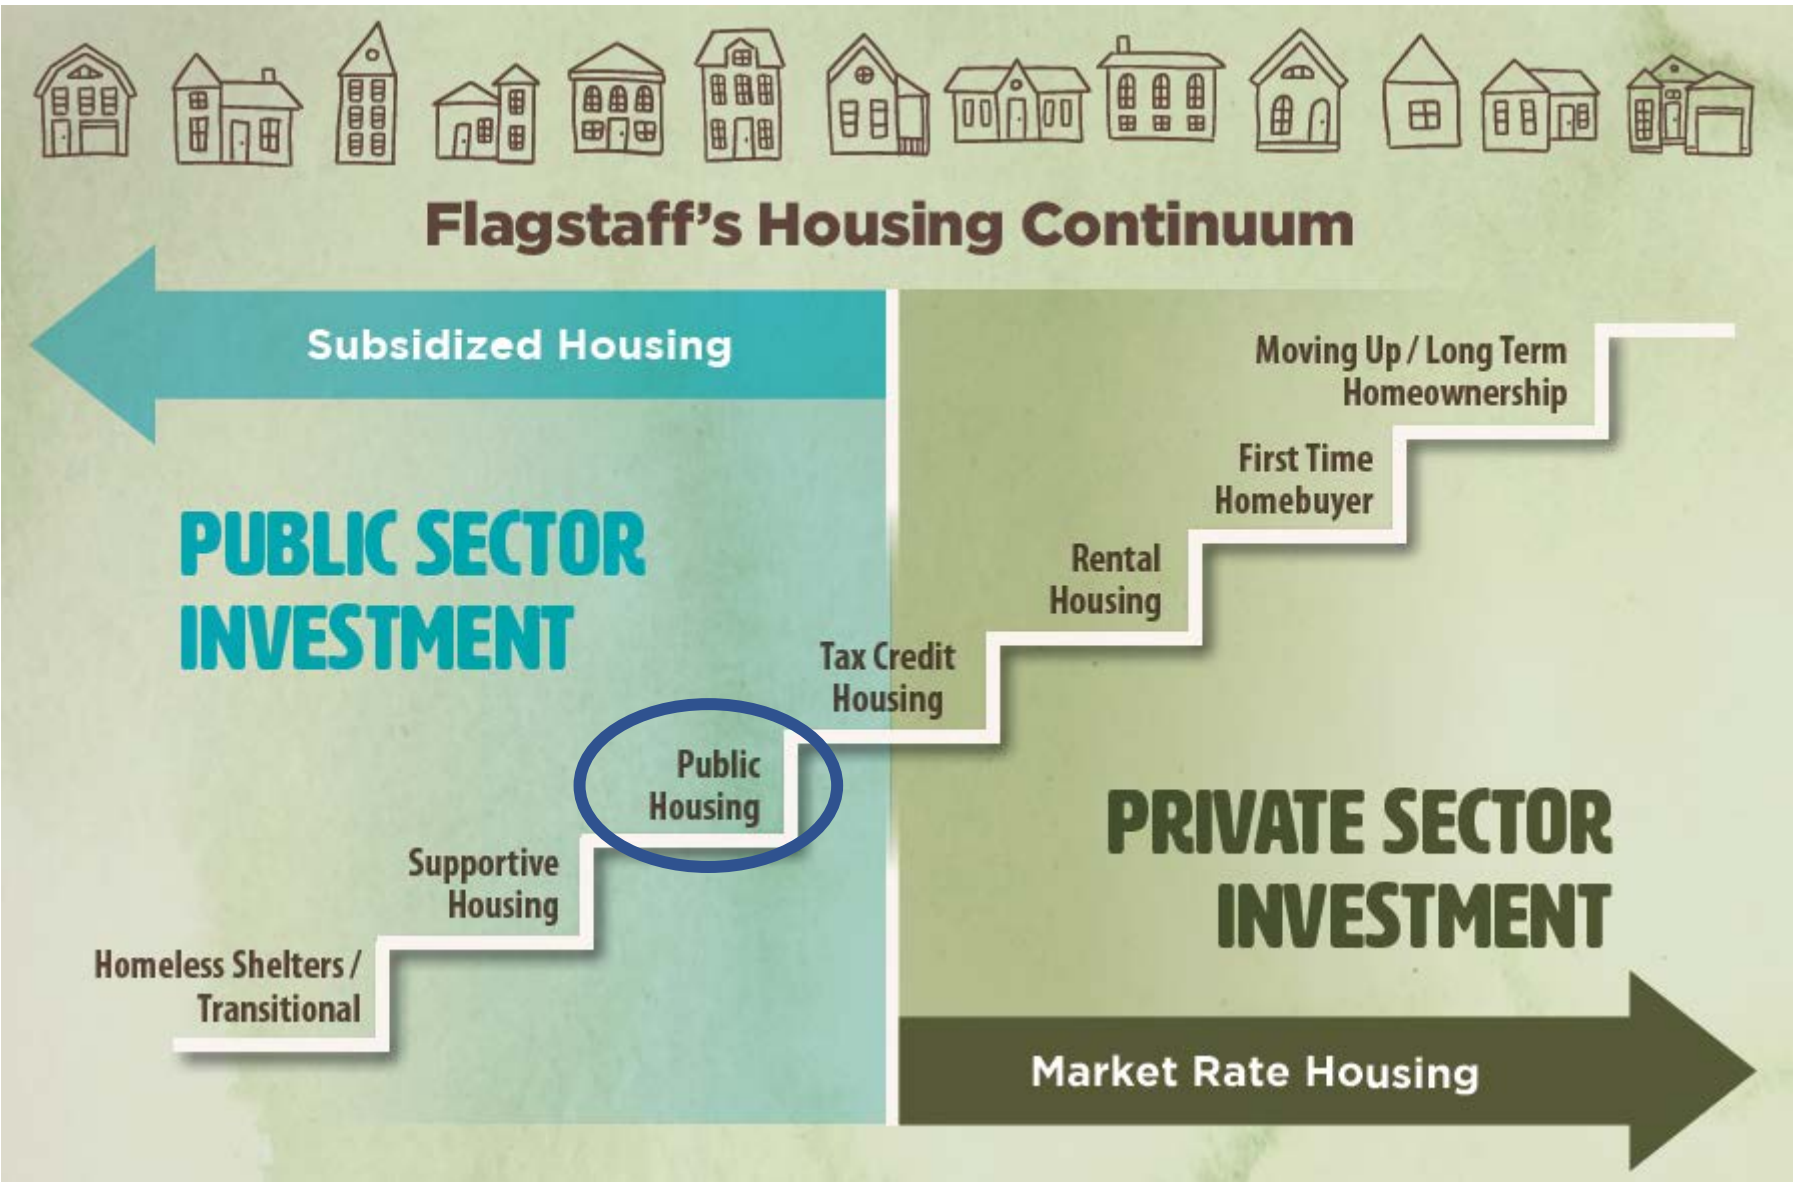 Flagstaff's Housing Continuum
Subsidized Housing
PUBLIC SECTOR
INVESTMENT
Moving Up / Long Term
Homeownership
First Time
Homebuyer
Rental
Housing
Tax Credit
Housing
Public
Housing
Supportive
Housing
Homeless Shelters /
Transitional
PRIVATE SECTOR
INVESTMENT
Market Rate Housing